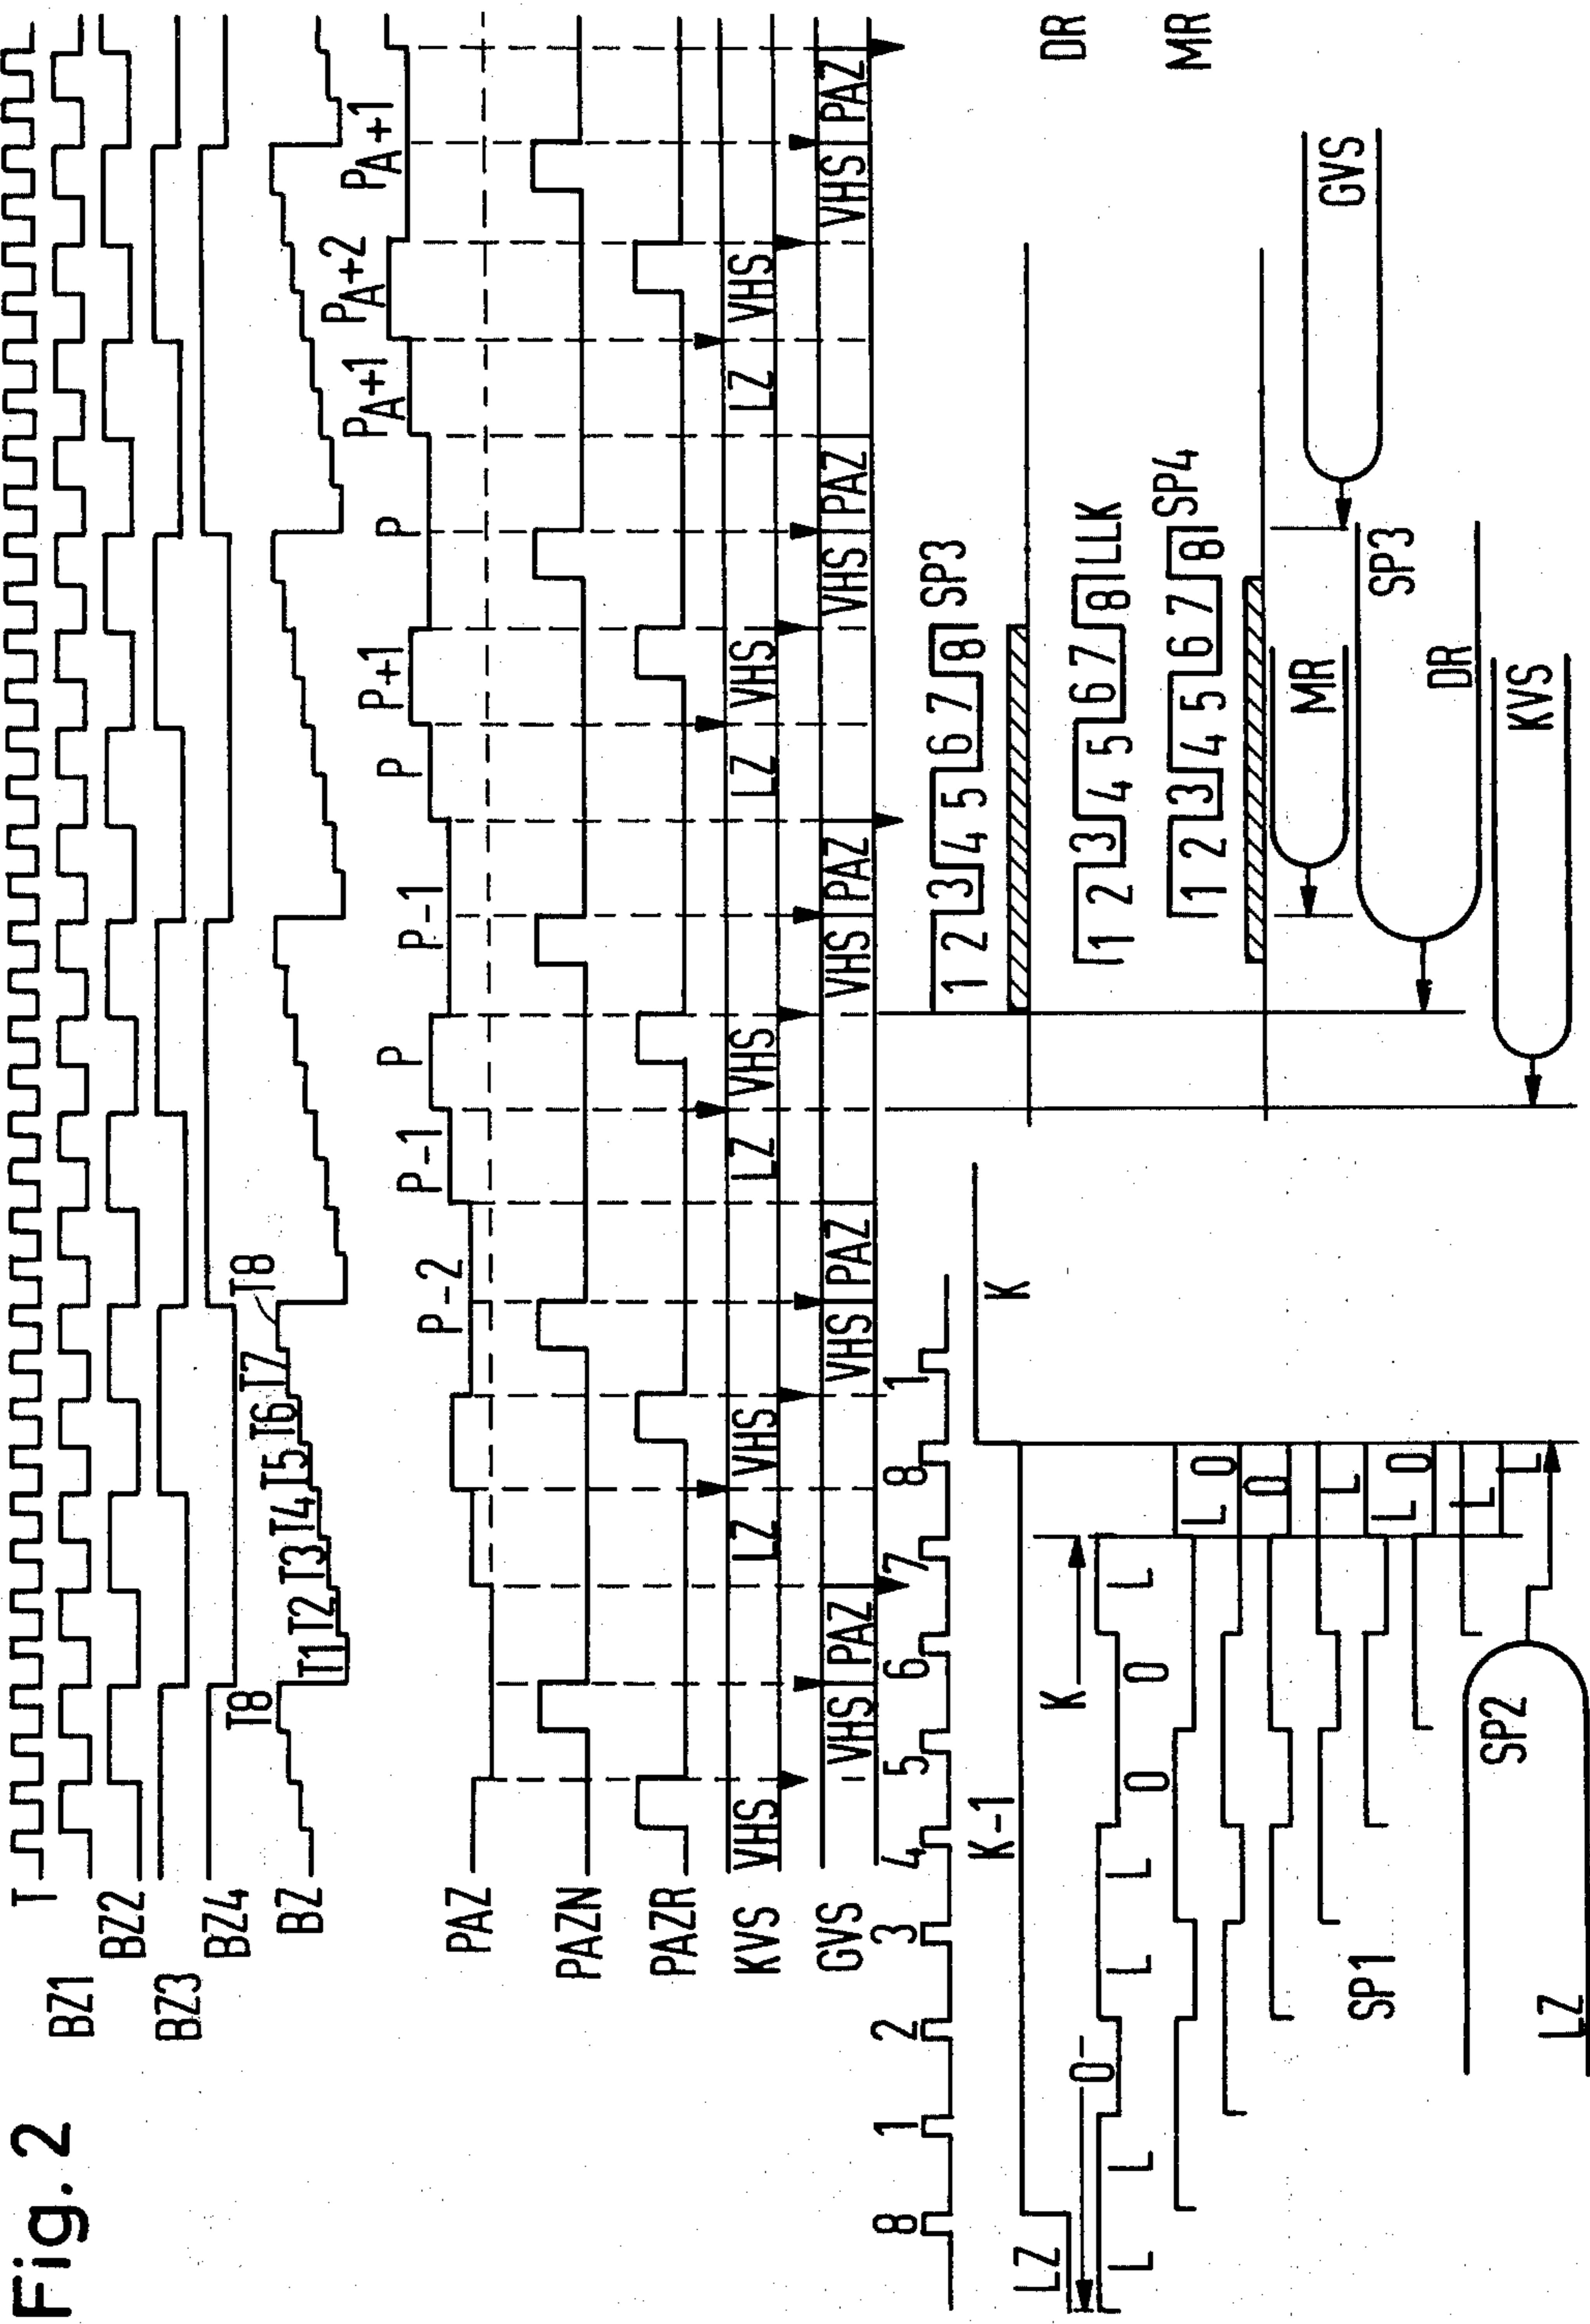 Fig. 2
T
BZ1
BZ2
BZ3
BZ4
BZ
T8 T1 T2 T3 T4 T5 T6 T7 T8
PAZ
P-2 P-1 P P-1 P P+1 P PA+1 PA+2 PA+1
PAZN
PAZR
KVS
VHS LZ VHS LZ VHS LZ VHS LZ VHS
GVS
VHS PAZ VHS PAZ VHS PAZ VHS PAZ VHS PAZ
8 1 2 3 4 5 6 7 8 1
LZ K-1 K
O K
L L O L L O O L
L O
O
L
L O
L
L
SP1
SP2
LZ
1 2 3 4 5 6 7 8 SP3
DR
1 2 3 4 5 6 7 8 LLK
1 2 3 4 5 6 7 8 SP4
MR
MR
GVS
SP3
DR
KVS